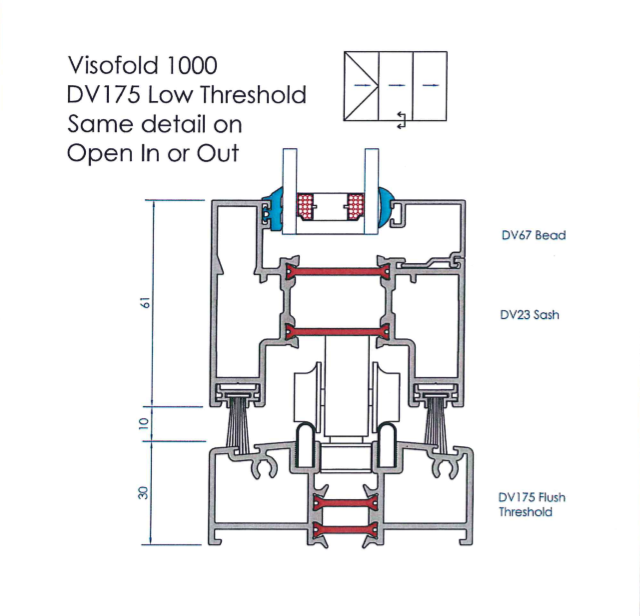 Visofold 1000
DV175 Low Threshold
Same detail on
Open In or Out
DV67 Bead
DV23 Sash
61
10
30
DV175 Flush
Threshold